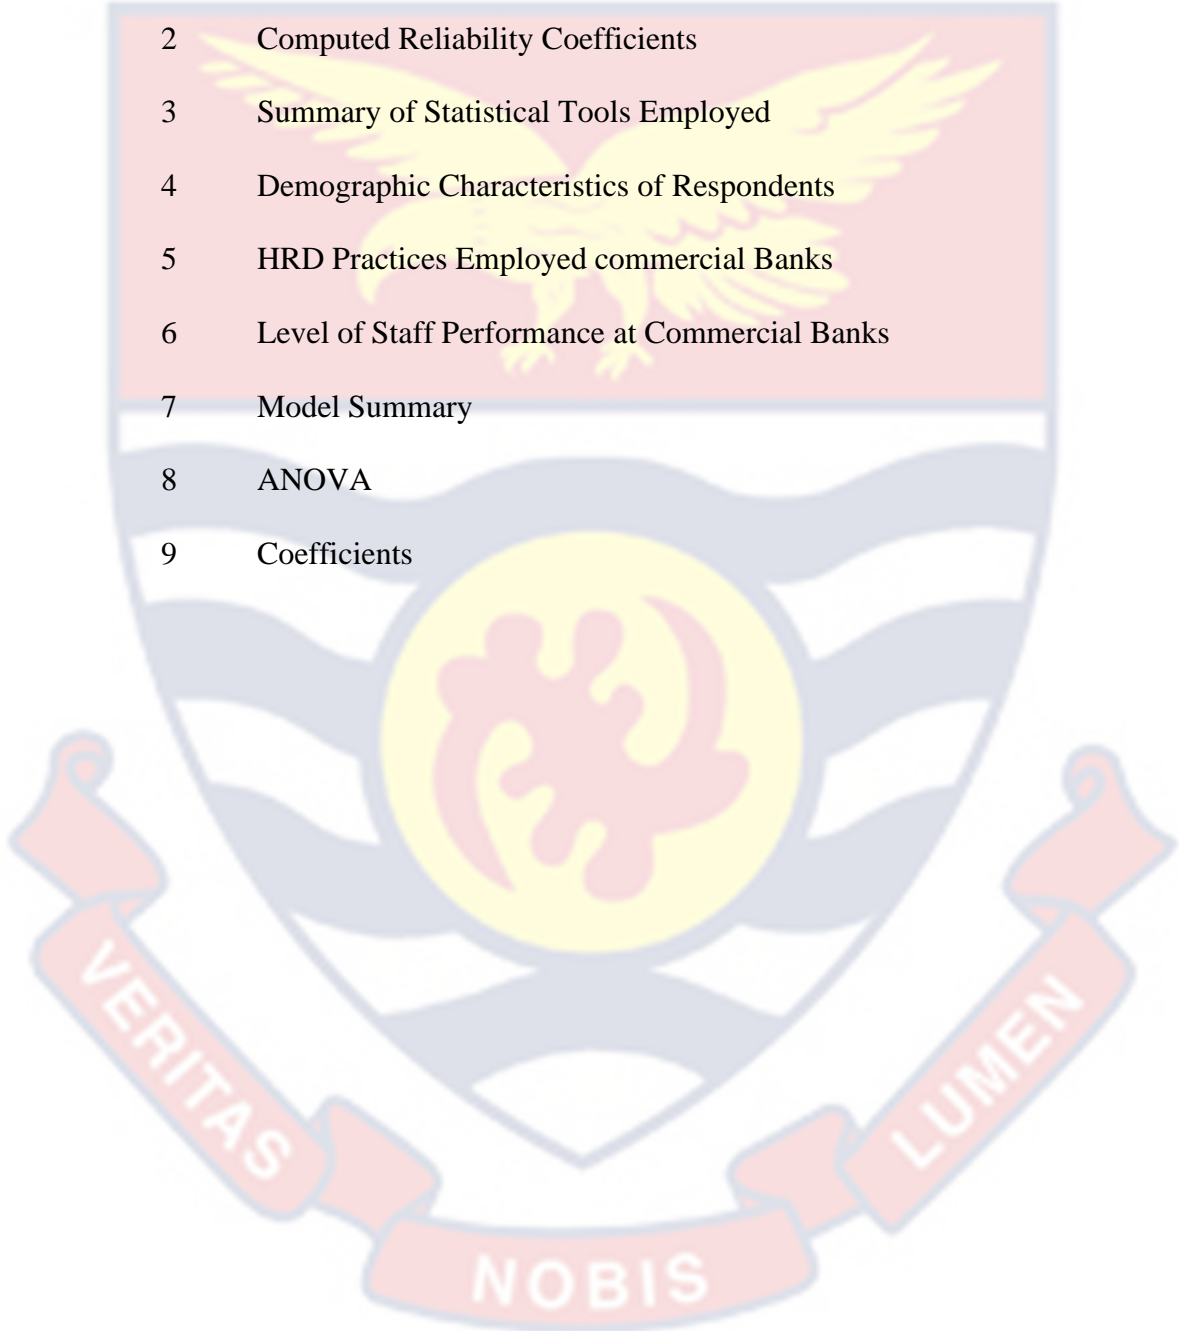 2 Computed Reliability Coefficients
3 Summary of Statistical Tools Employed
4 Demographic Characteristics of Respondents
5 HRD Practices Employed commercial Banks
6 Level of Staff Performance at Commercial Banks
7 Model Summary
8 ANOVA
9 Coefficients
VERITAS
NOBIS
LUMEN